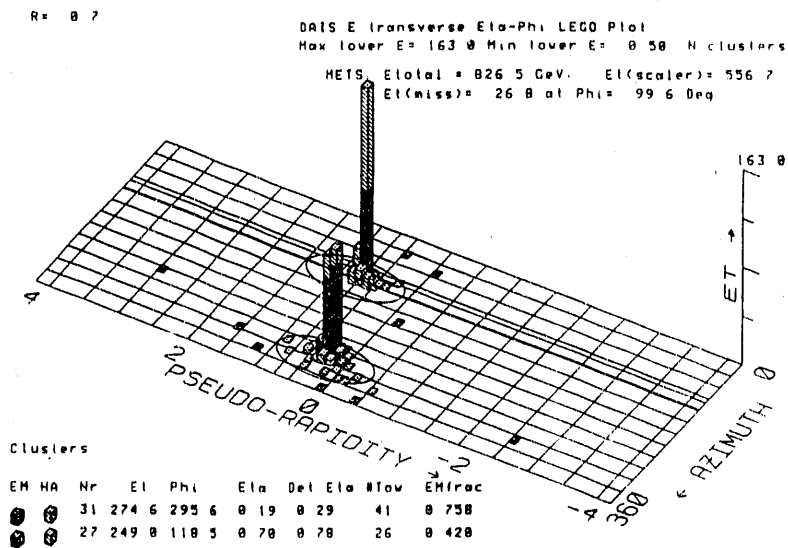 R= 0 7
DAIS E transverse Eta-Phi LEGO Plot
Max tower E= 163 0 Min tower E= 0 50 N clusters
METS Etotal = 826 5 GeV. Et(scaler)= 556 7
Et(miss)= 26 8 at Phi= 99 6 Deg
163 0
ET →
4
2
PSEUDO-RAPIDITY →
0
-2
-4
← AZIMUTH
0
360
Clusters
EM HA Nr Et Phi Eta Det Eta #Tow EMfrac
31 274 6 295 6 0 19 0 29 41 0 758
27 249 0 118 5 0 70 0 78 26 0 420